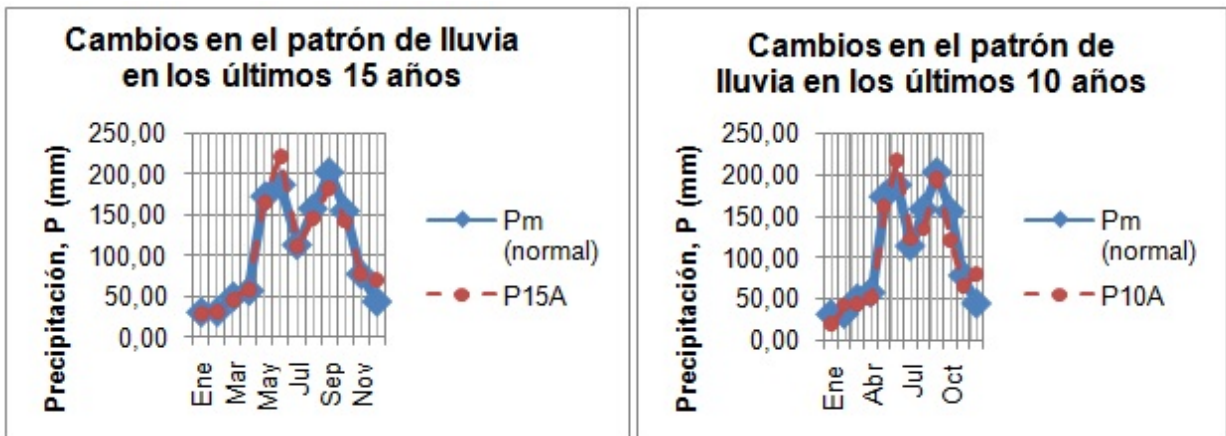 Cambios en el patrón de lluvia
en los últimos 15 años
Precipitación, P (mm)
250,00
200,00
150,00
100,00
50,00
0,00
Ene
Mar
May
Jul
Sep
Nov
Pm
(normal)
P15A
Cambios en el patrón de
lluvia en los últimos 10 años
Precipitación, P (mm)
250,00
200,00
150,00
100,00
50,00
0,00
Ene
Abr
Jul
Oct
Pm
(normal)
P10A